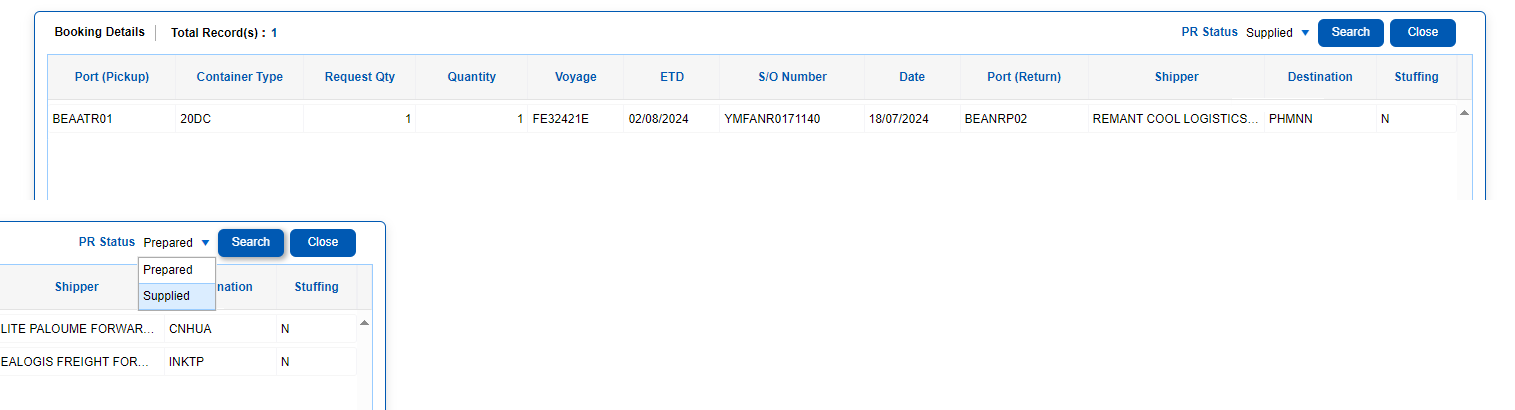 Booking Details Total Record(s) : 1 PR Status Supplied Search Close
Port (Pickup) Container Type Request Qty Quantity Voyage ETD S/O Number Date Port (Return) Shipper Destination Stuffing
BEAATR01 20DC 1 1 FE32421E 02/08/2024 YMFANR0171140 18/07/2024 BEANRP02 REMANT COOL LOGISTICS... PHMNN N
PR Status Prepared Search Close
Prepared
Shipper nation Stuffing
Supplied
LITE PALOUME FORWAR... CNHUA N
EALOGIS FREIGHT FOR... INKTP N